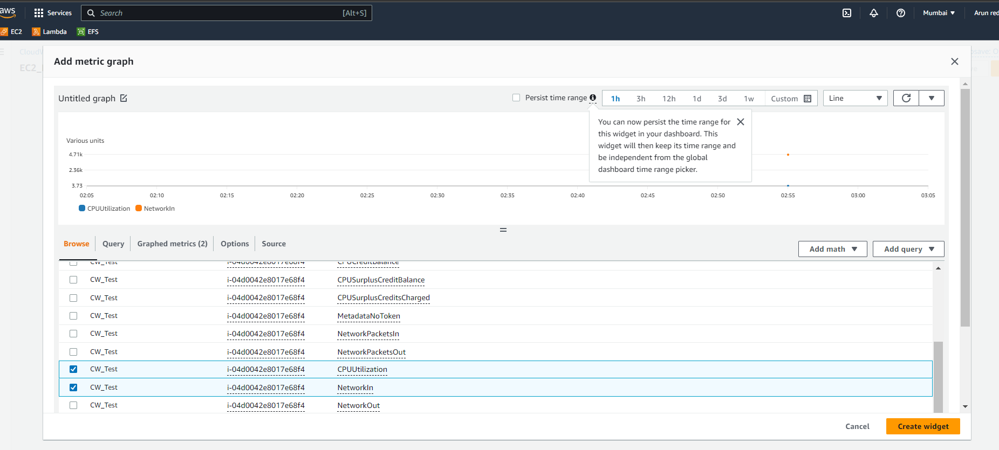 aws
Services
Search
[Alt+S]
Mumbai
Arun red
EC2
Lambda
EFS
CloudW
EC2_
Add metric graph
Untitled graph
Persist time range
1h
3h
12h
1d
3d
1w
Custom
Line
You can now persist the time range for
this widget in your dashboard. This
widget will then keep its time range and
be independent from the global
dashboard time range picker.
Various units
4.71k
2.36k
3.73
02:05
02:10
02:15
02:20
02:25
02:30
02:35
02:40
02:45
02:50
02:55
03:00
03:05
CPUUtilization
NetworkIn
Browse
Query
Graphed metrics (2)
Options
Source
Add math
Add query
CW_Test i-04d0042e8017e68f4 CPUCreditBalance
CW_Test i-04d0042e8017e68f4 CPUSurplusCreditBalance
CW_Test i-04d0042e8017e68f4 CPUSurplusCreditsCharged
CW_Test i-04d0042e8017e68f4 MetadataNoToken
CW_Test i-04d0042e8017e68f4 NetworkPacketsIn
CW_Test i-04d0042e8017e68f4 NetworkPacketsOut
CW_Test i-04d0042e8017e68f4 CPUUtilization
CW_Test i-04d0042e8017e68f4 NetworkIn
CW_Test i-04d0042e8017e68f4 NetworkOut
Cancel
Create widget